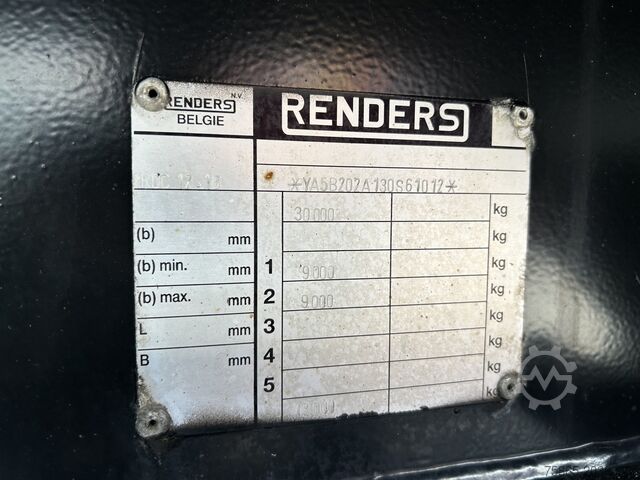 RENDERS N.V.
BELGIE
RENDERS
*YA5B202A130S61012*
30000 kg
(b) mm kg
(b) min. mm 1 9000 kg
(b) max. mm 2 9000 kg
L mm 3 kg
B mm 4 kg
5 kg